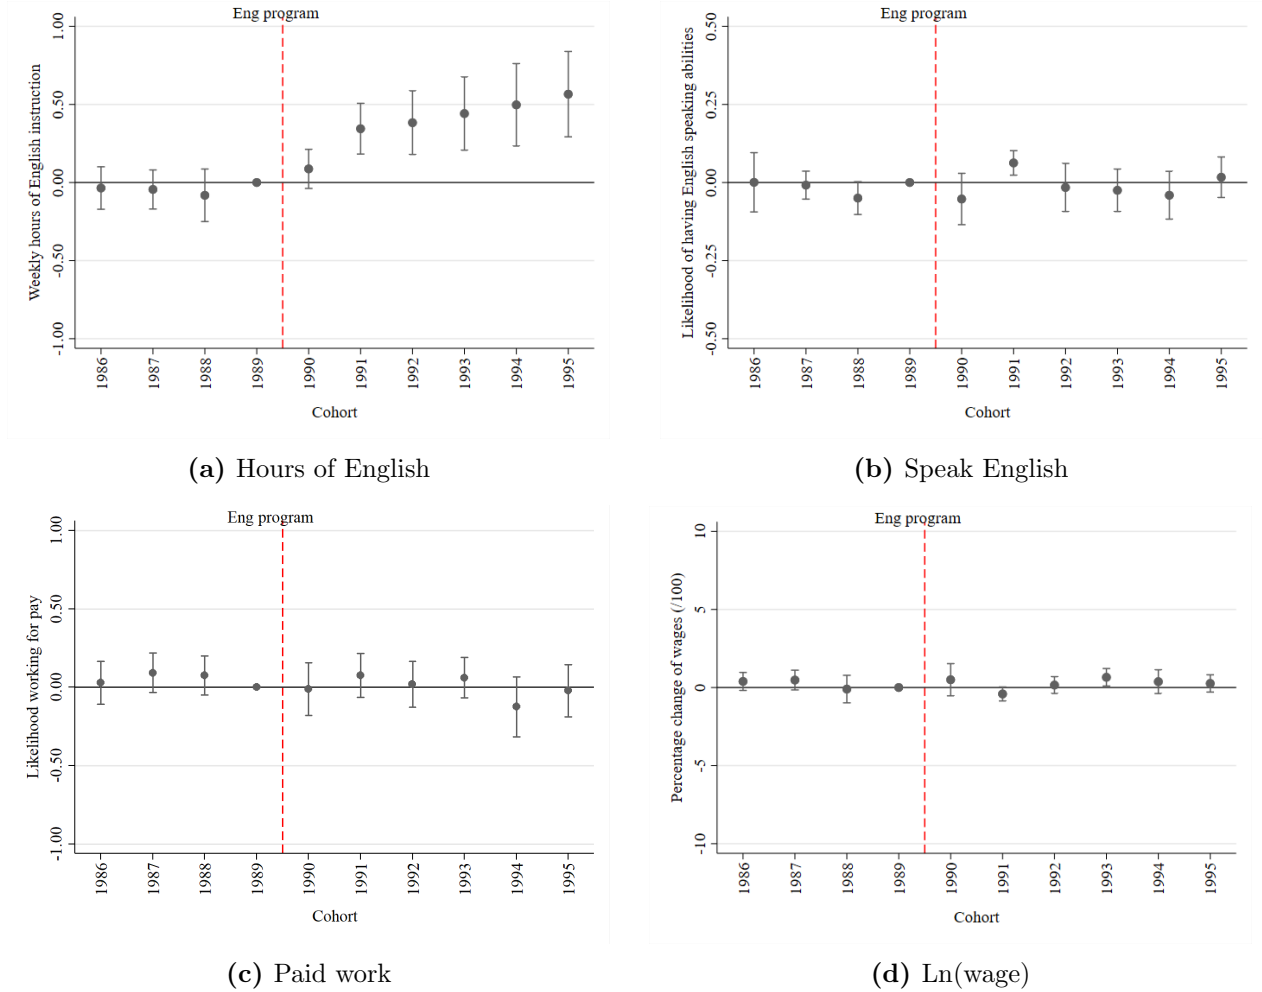 Eng program
Weekly hours of English instruction
1.00
0.50
0.00
-0.50
-1.00
1986 1987 1988 1989 1990 1991 1992 1993 1994 1995
Cohort
(a) Hours of English
Eng program
Likelihood of having English speaking abilities
0.50
0.25
0.00
-0.25
-0.50
1986 1987 1988 1989 1990 1991 1992 1993 1994 1995
Cohort
(b) Speak English
Eng program
Likelihood working for pay
1.00
0.50
0.00
-0.50
-1.00
1986 1987 1988 1989 1990 1991 1992 1993 1994 1995
Cohort
(c) Paid work
Eng program
Percentage change of wages (/100)
10
5
0
-5
-10
1986 1987 1988 1989 1990 1991 1992 1993 1994 1995
Cohort
(d) Ln(wage)